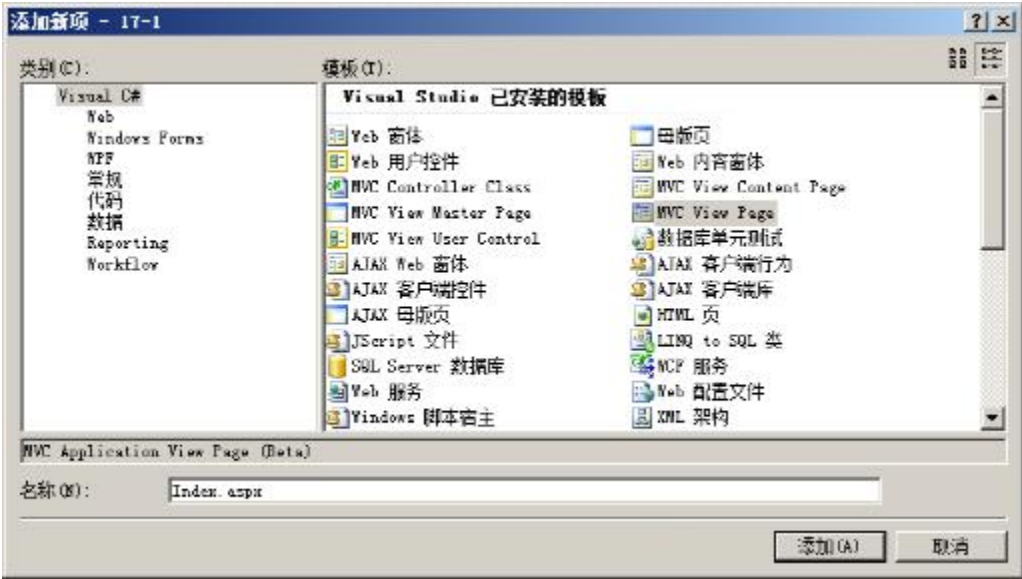 添加新项 - 17-1
类别(C):
模板(T):
Visual C#
Web
Windows Forms
WPF
常规
代码
数据
Reporting
Workflow
Visual Studio 已安装的模板
Web 窗体
母版页
Web 用户控件
Web 内容窗体
MVC Controller Class
MVC View Content Page
MVC View Master Page
MVC View Page
MVC View User Control
数据库单元测试
AJAX Web 窗体
AJAX 客户端行为
AJAX 客户端控件
AJAX 客户端库
AJAX 母版页
HTML 页
JScript 文件
LINQ to SQL 类
SQL Server 数据库
WCF 服务
Web 服务
Web 配置文件
Windows 脚本宿主
XML 架构
MVC Application View Page (Beta)
名称(N):
Index.aspx
添加(A)
取消